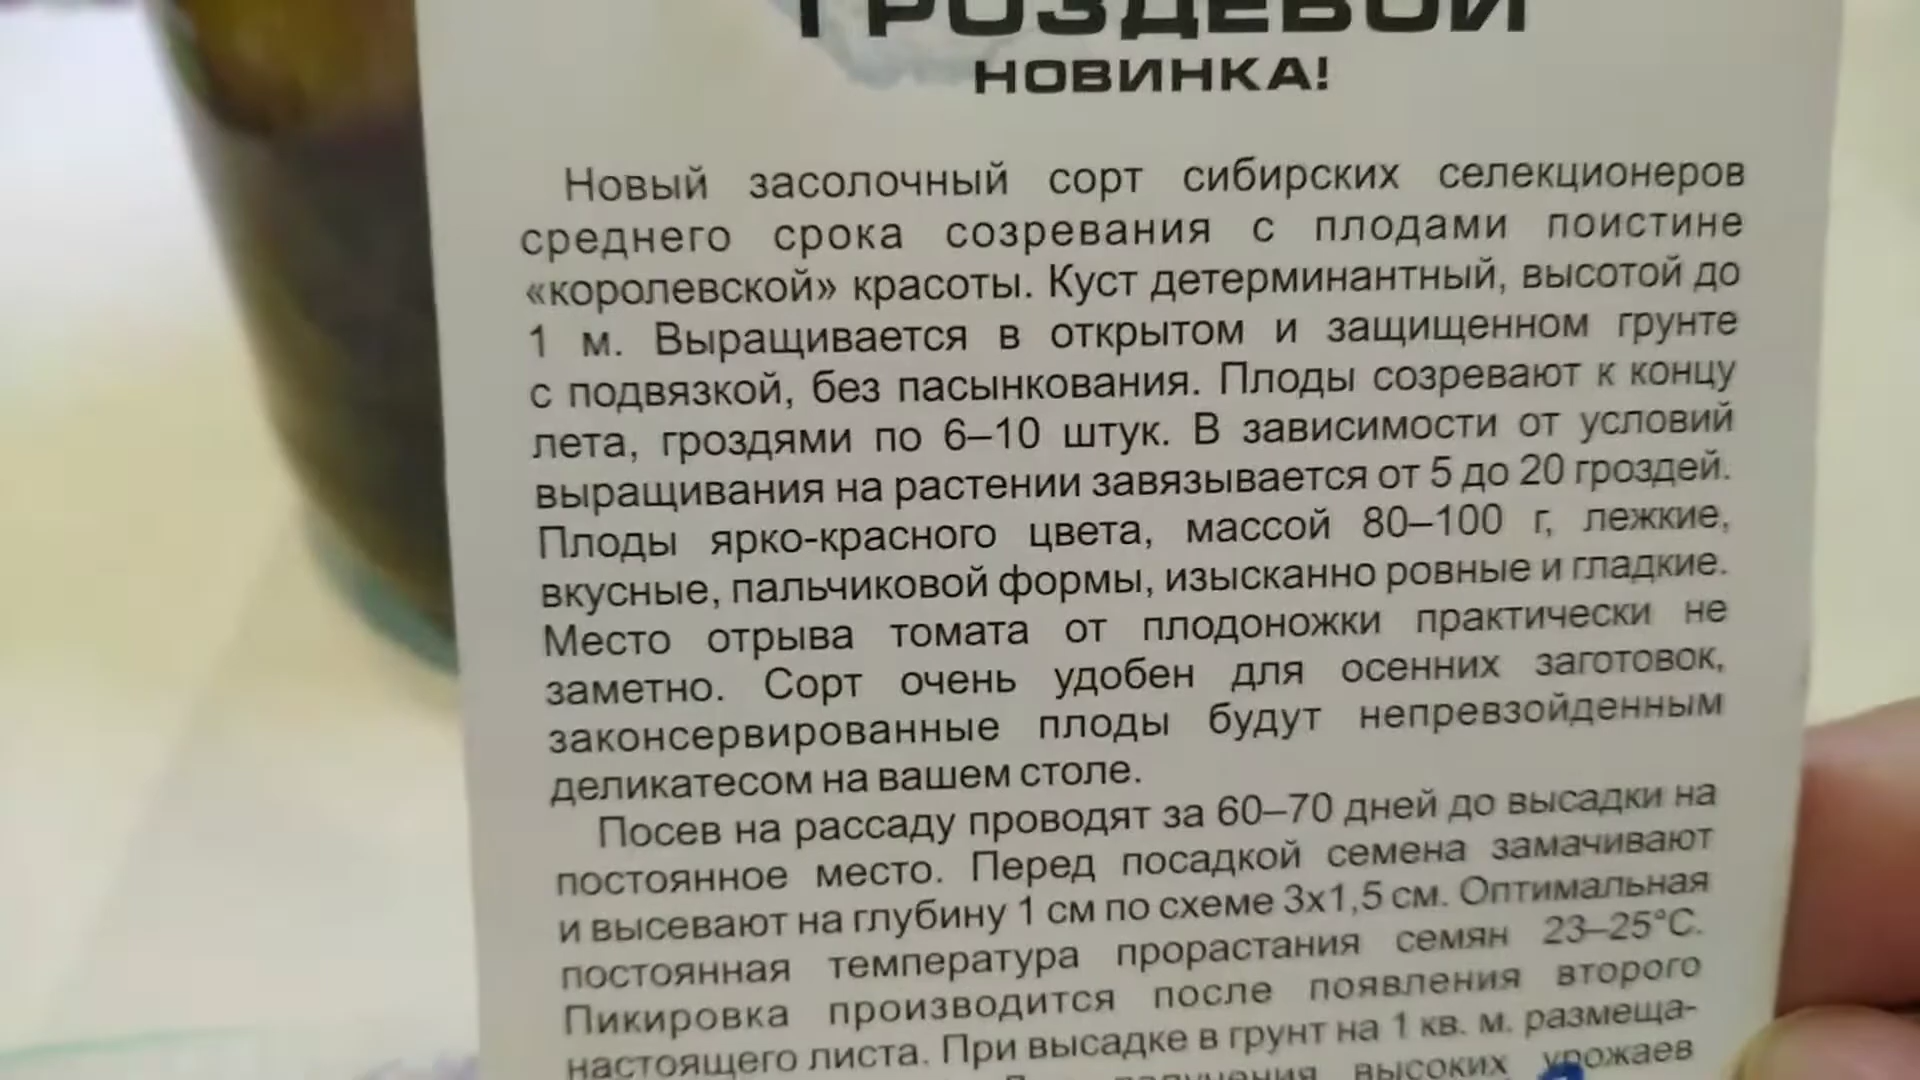 ГРОЗДЕВОЙ
НОВИНКА!
Новый засолочный сорт сибирских селекционеров
среднего срока созревания с плодами поистине
«королевской» красоты. Куст детерминантный, высотой до
1 м. Выращивается в открытом и защищенном грунте
с подвязкой, без пасынкования. Плоды созревают к концу
лета, гроздями по 6–10 штук. В зависимости от условий
выращивания на растении завязывается от 5 до 20 гроздей.
Плоды ярко-красного цвета, массой 80–100 г, лежкие,
вкусные, пальчиковой формы, изысканно ровные и гладкие.
Место отрыва томата от плодоножки практически не
заметно. Сорт очень удобен для осенних заготовок,
законсервированные плоды будут непревзойденным
деликатесом на вашем столе.
Посев на рассаду проводят за 60–70 дней до высадки на
постоянное место. Перед посадкой семена замачивают
и высевают на глубину 1 см по схеме 3х1,5 см. Оптимальная
постоянная температура прорастания семян 23–25°С.
Пикировка производится после появления второго
настоящего листа. При высадке в грунт на 1 кв. м. размеща-
высоких урожаев